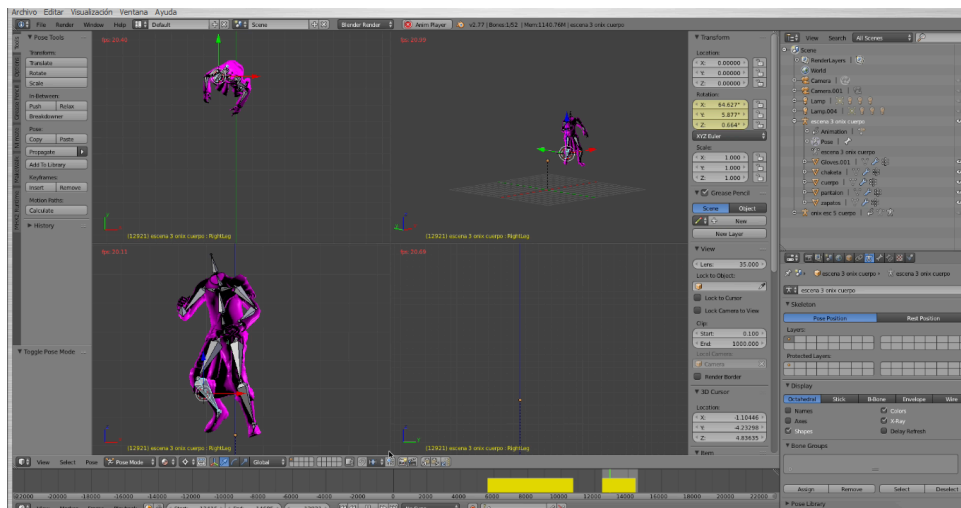 Archivo Editar Visualización Ventana Ayuda
File Render Window Help Default Scene Blender Render Anim Player v2.77 | Bones:1/52 | Mem:1140.76M | escena 3 onix cuerpo
Pose Tools
Transform:
Translate
Rotate
Scale
In-Between:
Push Relax
Breakdowner
Pose:
Copy Paste
Propagate
Add To Library
Keyframes:
Insert Remove
Motion Paths:
Calculate
History
Toggle Pose Mode
(12921) escena 3 onix cuerpo : RightLeg
(12921) escena 3 onix cuerpo : RightLeg
(12921) escena 3 onix cuerpo : RightLeg
(12921) escena 3 onix cuerpo : RightLeg
Transform
Location:
X: 0.00000
Y: 0.00000
Z: 0.00000
Rotation:
X: 64.627°
Y: 5.877°
Z: 0.664°
XYZ Euler
Scale:
X: 1.000
Y: 1.000
Z: 1.000
Grease Pencil
Scene Object
New
New Layer
View
Lens: 35.000
Lock to Object:
Lock to Cursor
Lock Camera to View
Clip:
Start: 0.100
End: 1000.000
Local Camera:
Camera
Render Border
3D Cursor
Location:
X: -1.10446
Y: -4.23298
Z: 4.83635
Item
View Search All Scenes
Scene
RenderLayers
World
Camera
Camera.001
Lamp
Lamp.004
escena 3 onix cuerpo
Animation
Pose
escena 3 onix cuerpo
Gloves.001
chaketa
cuerpo
pantalon
zapatos
onix esc 5 cuerpo
escena 3 onix cuerpo escena 3 onix cuerpo
escena 3 onix cuerpo
Skeleton
Pose Position Rest Position
Layers:
Protected Layers:
Display
Octahedral Stick B-Bone Envelope Wire
Names Colors
Axes X-Ray
Shapes Delay Refresh
Bone Groups
Assign Remove Select Deselect
Pose Library
View Select Pose Pose Mode Global
-20000 -18000 -16000 -14000 -12000 -10000 -8000 -6000 -4000 -2000 0 2000 4000 6000 8000 10000 12000 14000 16000 18000 20000 22000